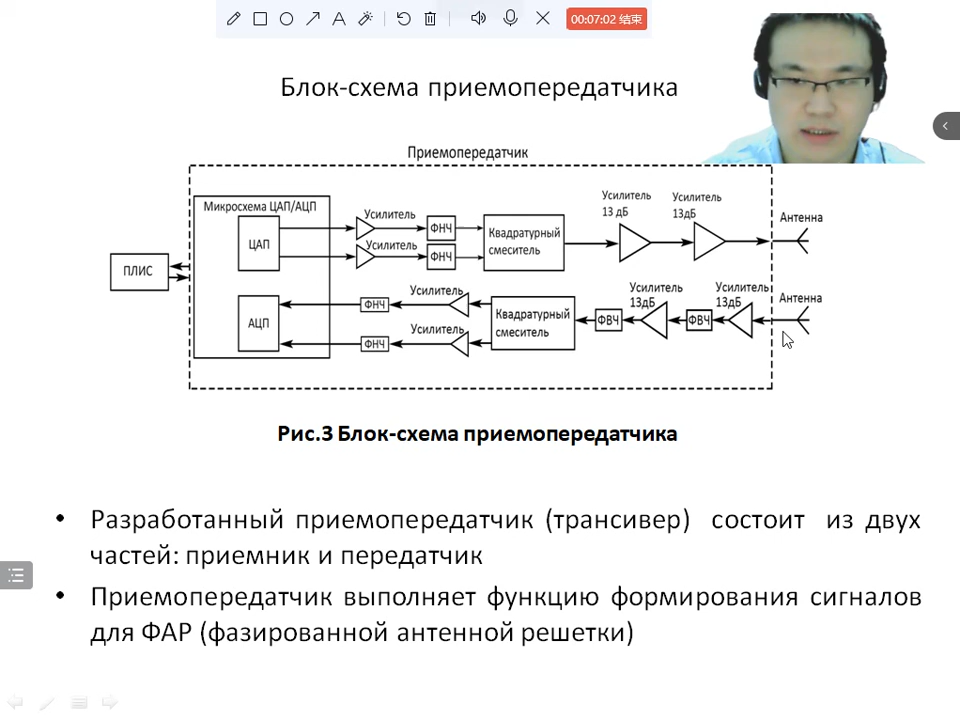 A
00:07:02 结束
Блок-схема приемопередатчика
Приемопередатчик
Микросхема ЦАП/АЦП
ЦАП
Усилитель
Усилитель
ФНЧ
ФНЧ
Квадратурный
смеситель
Усилитель
13 дБ
Усилитель
13дБ
Антенна
ПЛИС
АЦП
ФНЧ
ФНЧ
Усилитель
Усилитель
Квадратурный
смеситель
ФВЧ
Усилитель
13дБ
ФВЧ
Усилитель
13дБ
Антенна
Рис.3 Блок-схема приемопередатчика
• Разработанный приемопередатчик (трансивер) состоит из двух
частей: приемник и передатчик
• Приемопередатчик выполняет функцию формирования сигналов
для ФАР (фазированной антенной решетки)